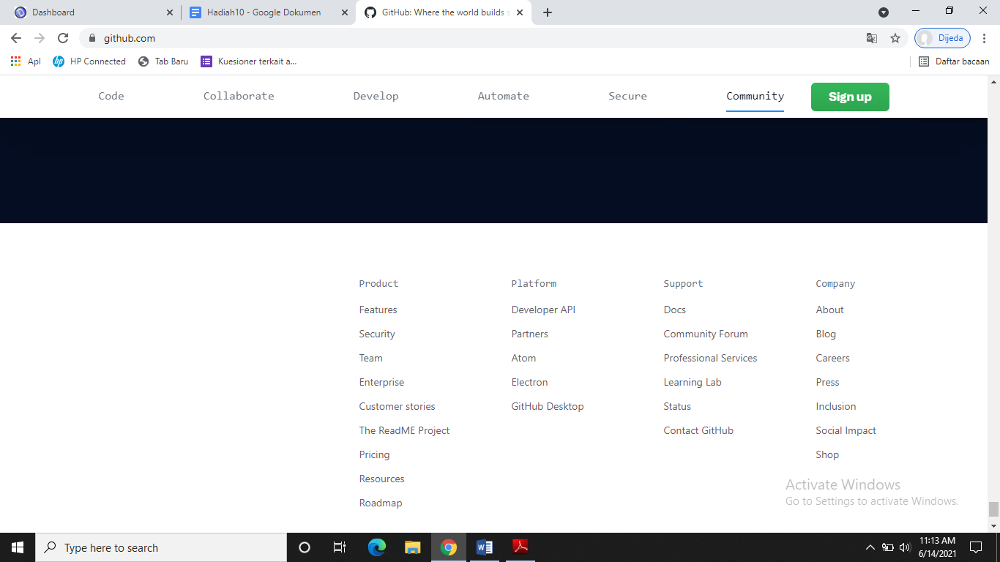 Dashboard
Hadiah10 - Google Dokumen
GitHub: Where the world builds s
github.com
Dijeda
Apl
HP Connected
Tab Baru
Kuesioner terkait a...
Daftar bacaan
Code
Collaborate
Develop
Automate
Secure
Community
Sign up
Product
Features
Security
Team
Enterprise
Customer stories
The ReadME Project
Pricing
Resources
Roadmap
Platform
Developer API
Partners
Atom
Electron
GitHub Desktop
Support
Docs
Community Forum
Professional Services
Learning Lab
Status
Contact GitHub
Company
About
Blog
Careers
Press
Inclusion
Social Impact
Shop
Activate Windows
Go to Settings to activate Windows.
Type here to search
11:13 AM
6/14/2021